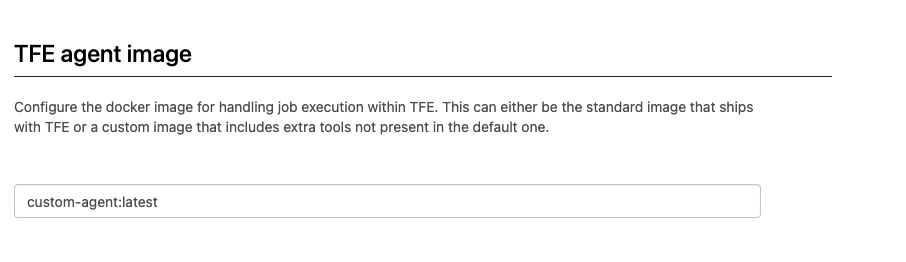 TFE agent image
Configure the docker image for handling job execution within TFE. This can either be the standard image that ships
with TFE or a custom image that includes extra tools not present in the default one.
custom-agent:latest